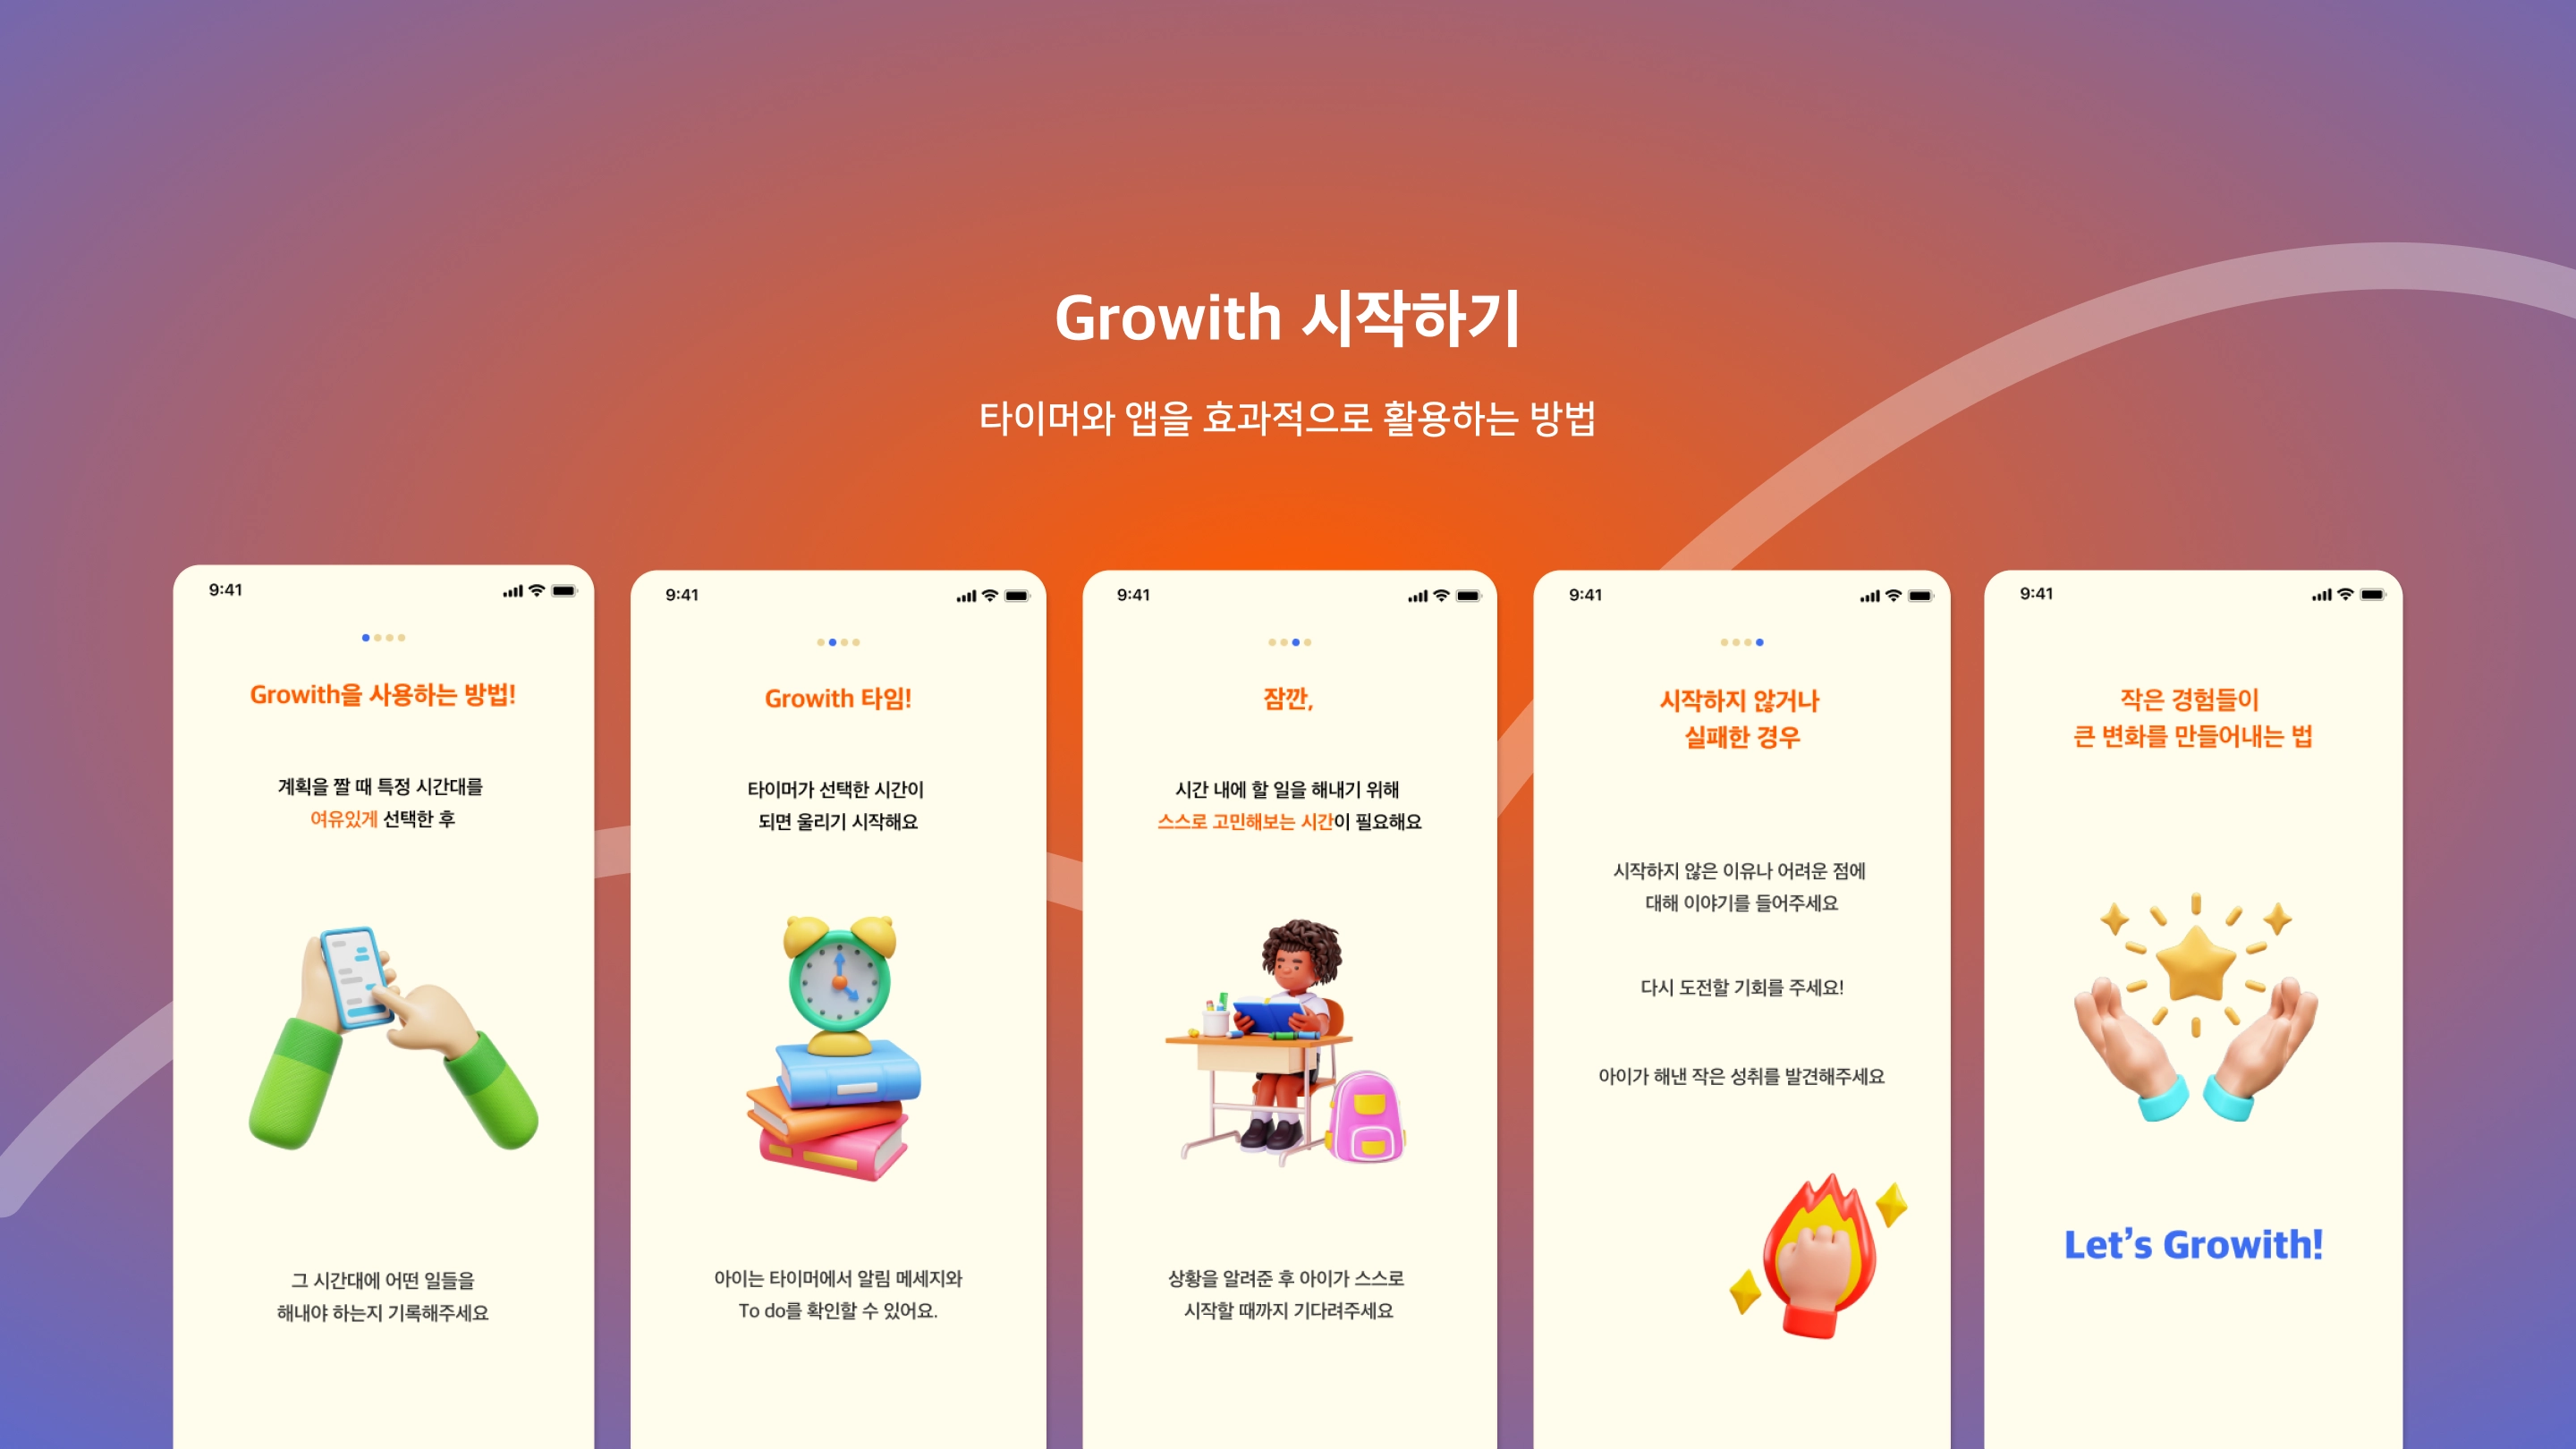 Growith 시작하기
타이머와 앱을 효과적으로 활용하는 방법
9:41
Growith을 사용하는 방법!
계획을 짤 때 특정 시간대를
여유있게 선택한 후
그 시간대에 어떤 일들을
해내야 하는지 기록해주세요
9:41
Growith 타임!
타이머가 선택한 시간이
되면 울리기 시작해요
아이는 타이머에서 알림 메세지와
To do를 확인할 수 있어요.
9:41
잠깐,
시간 내에 할 일을 해내기 위해
스스로 고민해보는 시간이 필요해요
상황을 알려준 후 아이가 스스로
시작할 때까지 기다려주세요
9:41
시작하지 않거나
실패한 경우
시작하지 않은 이유나 어려운 점에
대해 이야기를 들어주세요
다시 도전할 기회를 주세요!
아이가 해낸 작은 성취를 발견해주세요
9:41
작은 경험들이
큰 변화를 만들어내는 법
Let’s Growith!